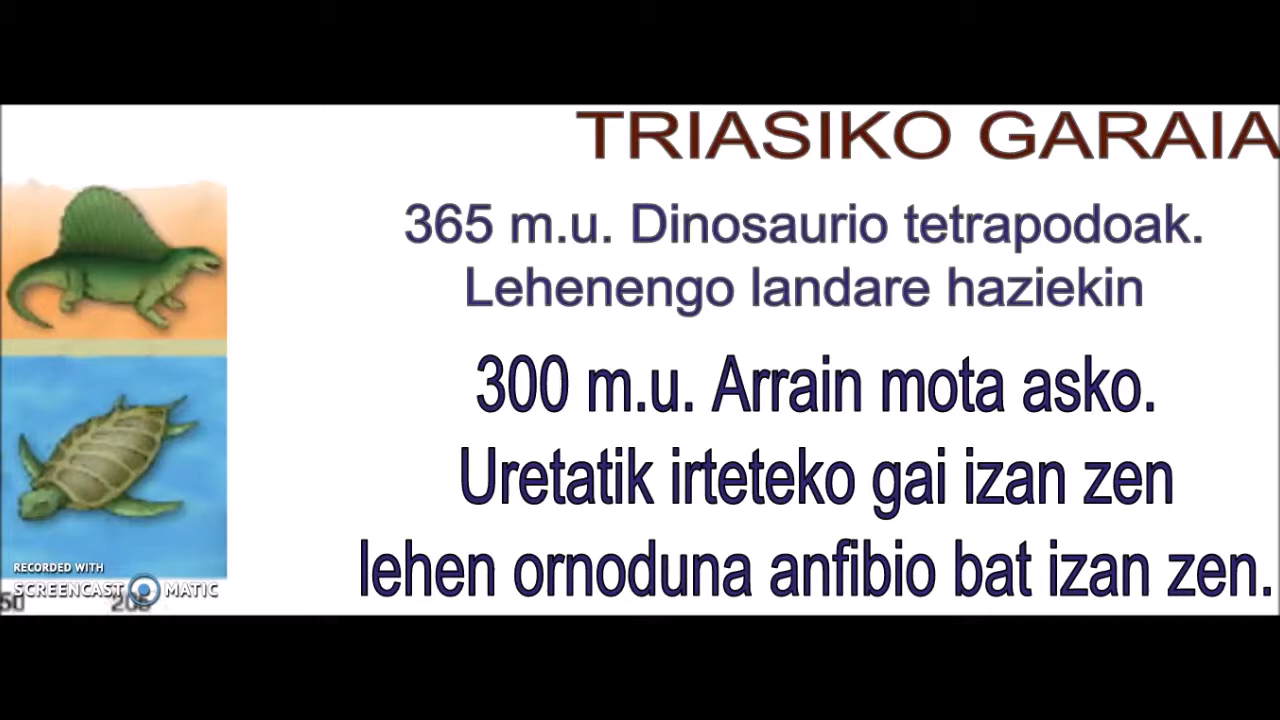 TRIASIKO GARAIA
365 m.u. Dinosaurio tetrapodoak.
Lehenengo landare haziekin
300 m.u. Arrain mota asko.
Uretatik irteteko gai izan zen
lehen ornoduna anfibio bat izan zen.
RECORDED WITH
SCREENCAST MATIC